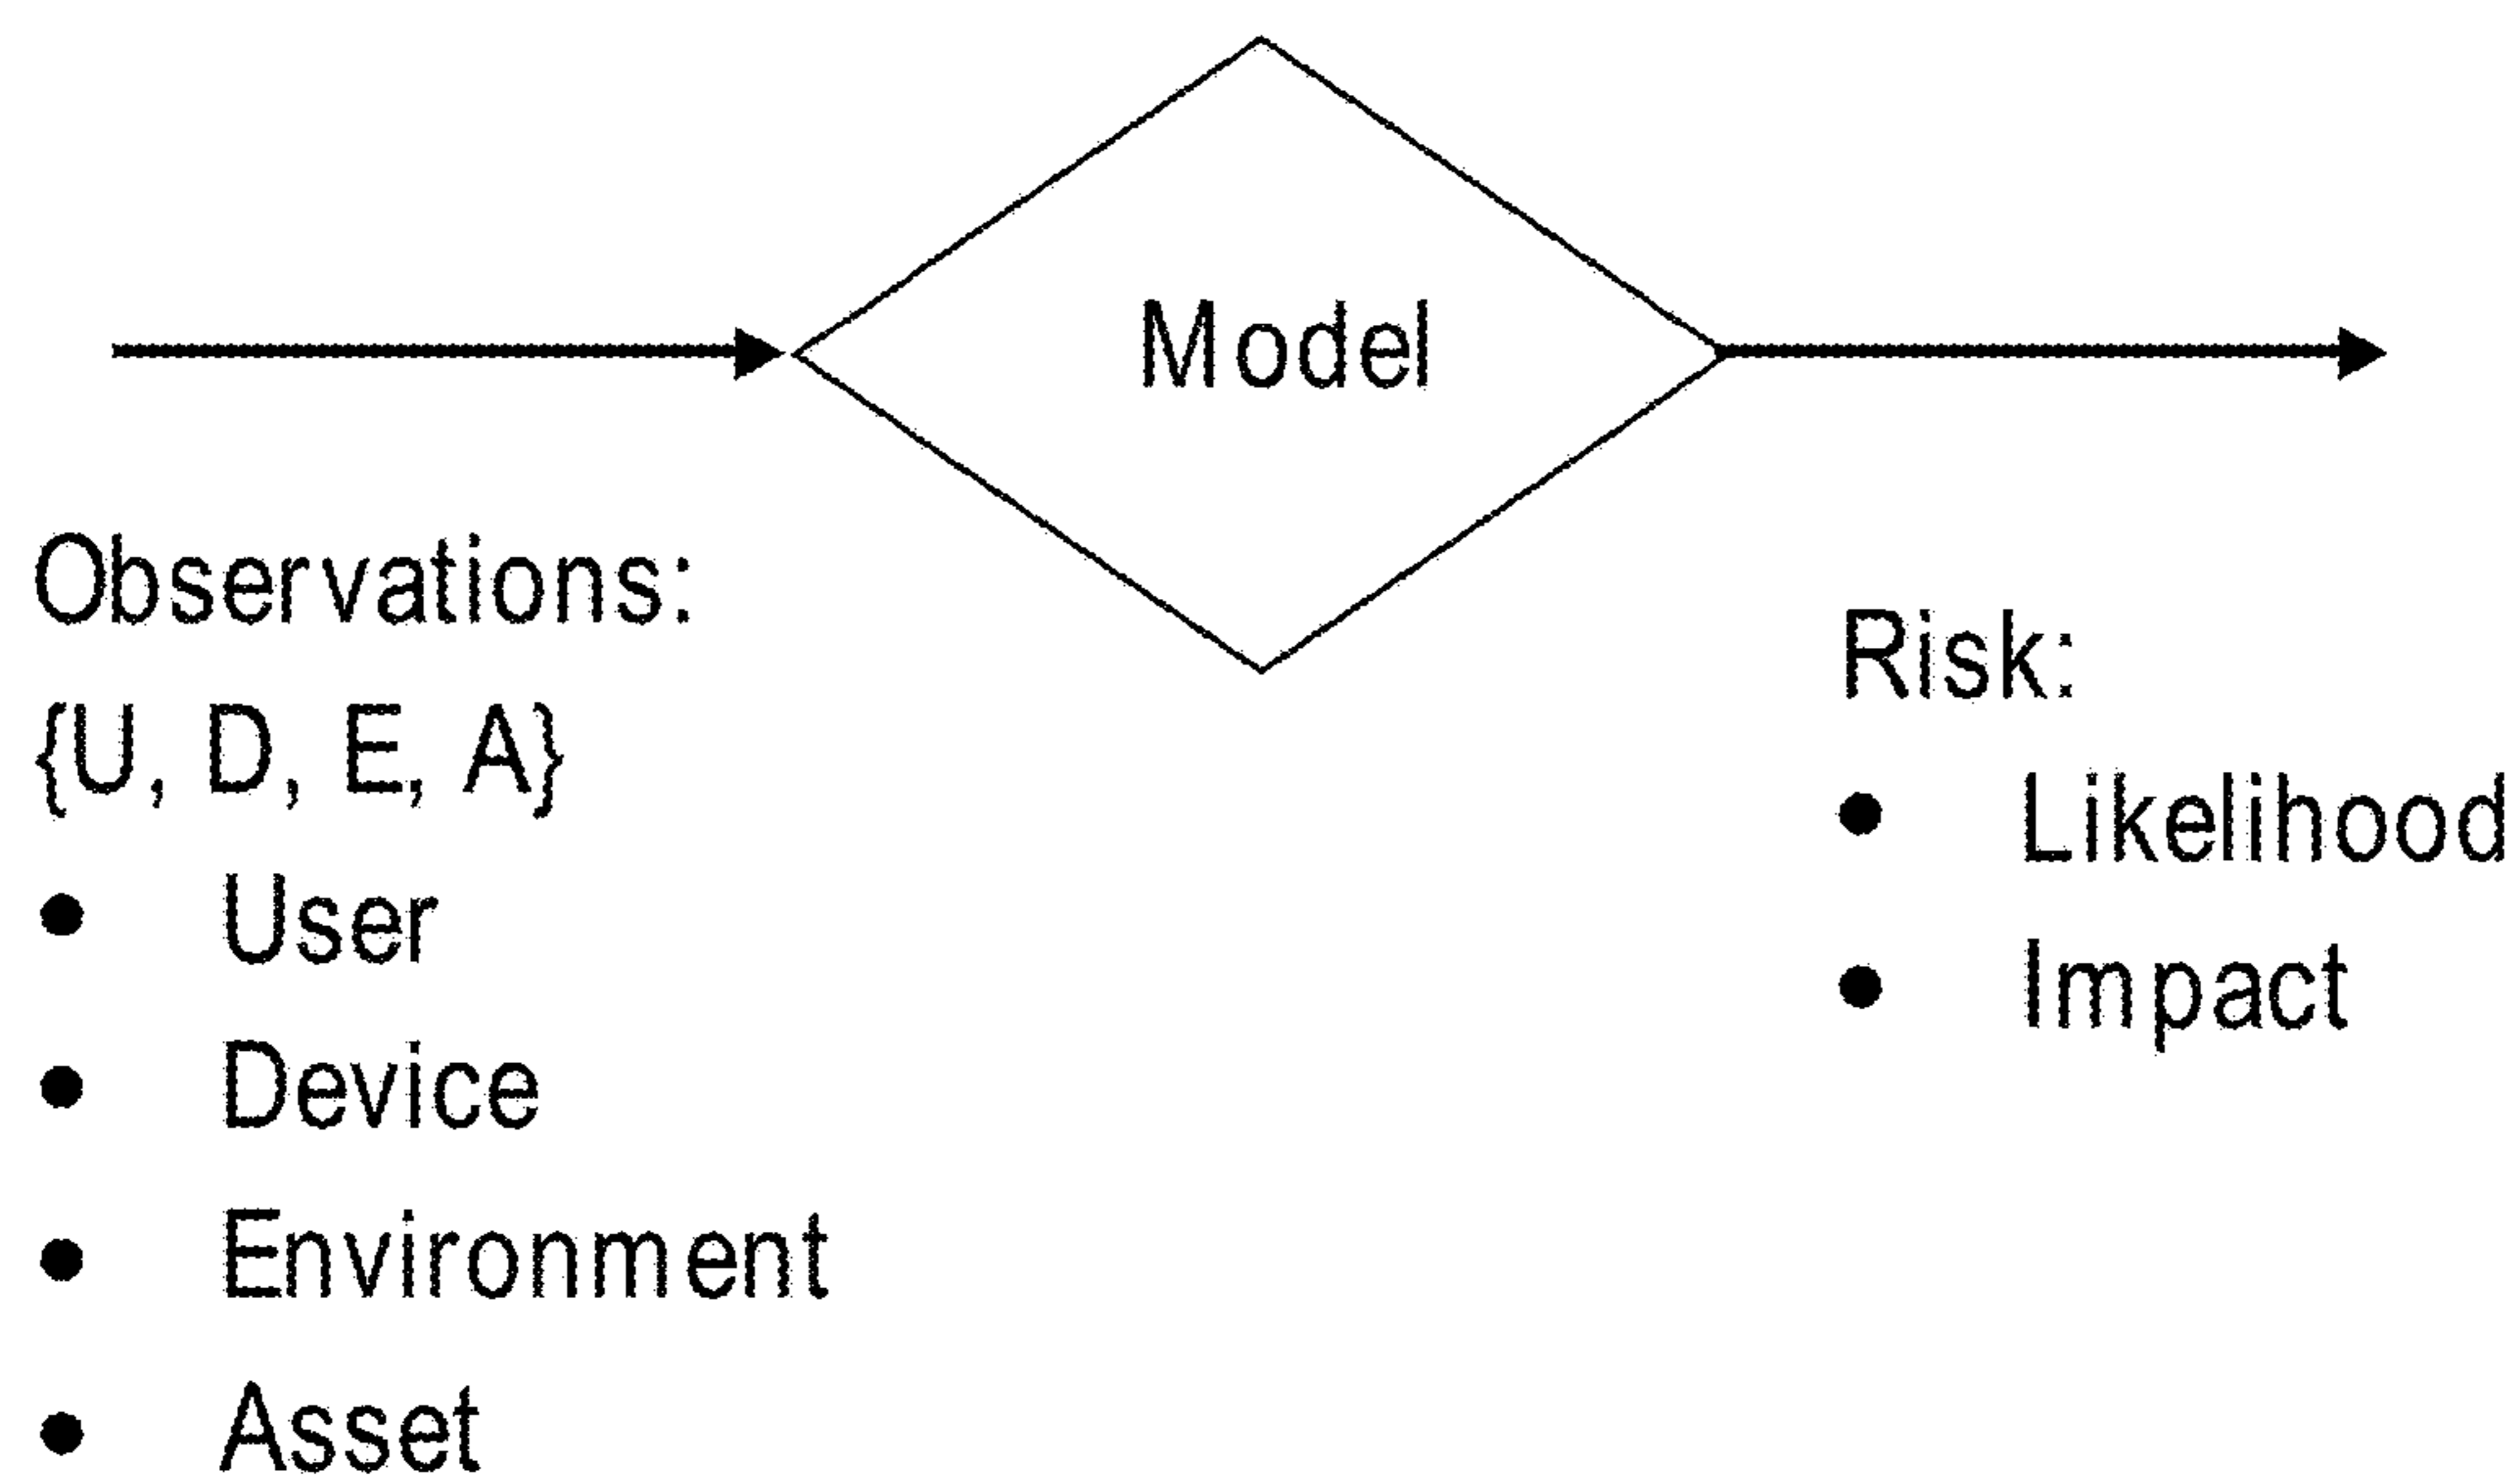 Model
Observations:
{U, D, E, A}
• User
• Device
• Environment
• Asset
Risk:
• Likelihood
• Impact